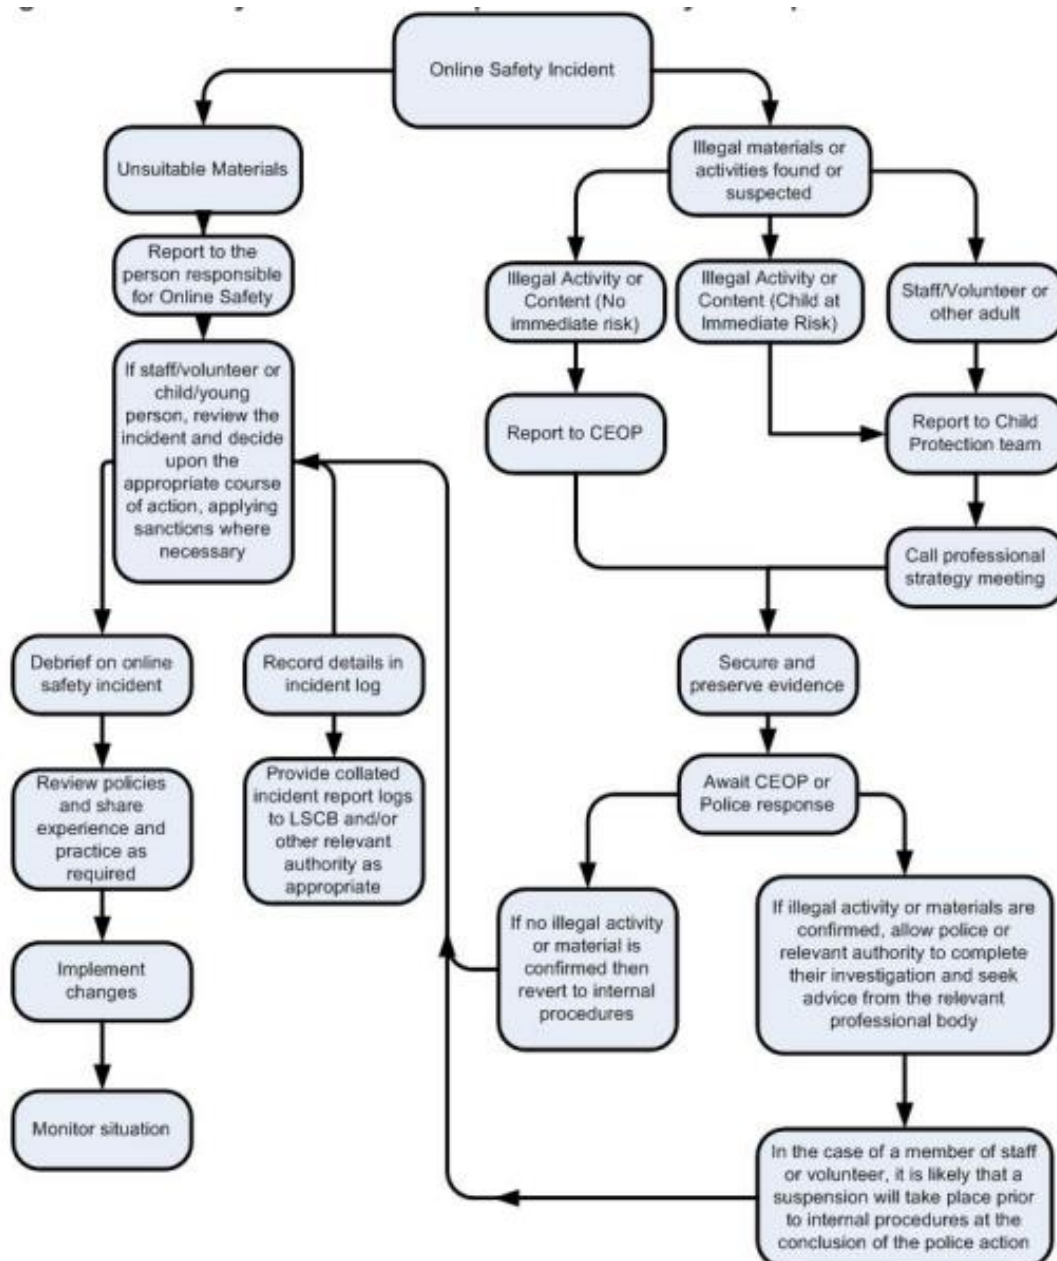 Online Safety Incident
Unsuitable Materials
Report to the
person responsible
for Online Safety
If staff/volunteer or
child/young
person, review the
incident and decide
upon the
appropriate course
of action, applying
sanctions where
necessary
Debrief on online
safety incident
Review policies
and share
experience and
practice as
required
Implement
changes
Monitor situation
Record details in
incident log
Provide collated
incident report logs
to LSCB and/or
other relevant
authority as
appropriate
Illegal materials or
activities found or
suspected
Illegal Activity or
Content (No
immediate risk)
Illegal Activity or
Content (Child at
Immediate Risk)
Staff/Volunteer or
other adult
Report to CEOP
Report to Child
Protection team
Call professional
strategy meeting
Secure and
preserve evidence
Await CEOP or
Police response
If no illegal activity
or material is
confirmed then
revert to internal
procedures
If illegal activity or materials are
confirmed, allow police or
relevant authority to complete
their investigation and seek
advice from the relevant
professional body
In the case of a member of staff
or volunteer, it is likely that a
suspension will take place prior
to internal procedures at the
conclusion of the police action